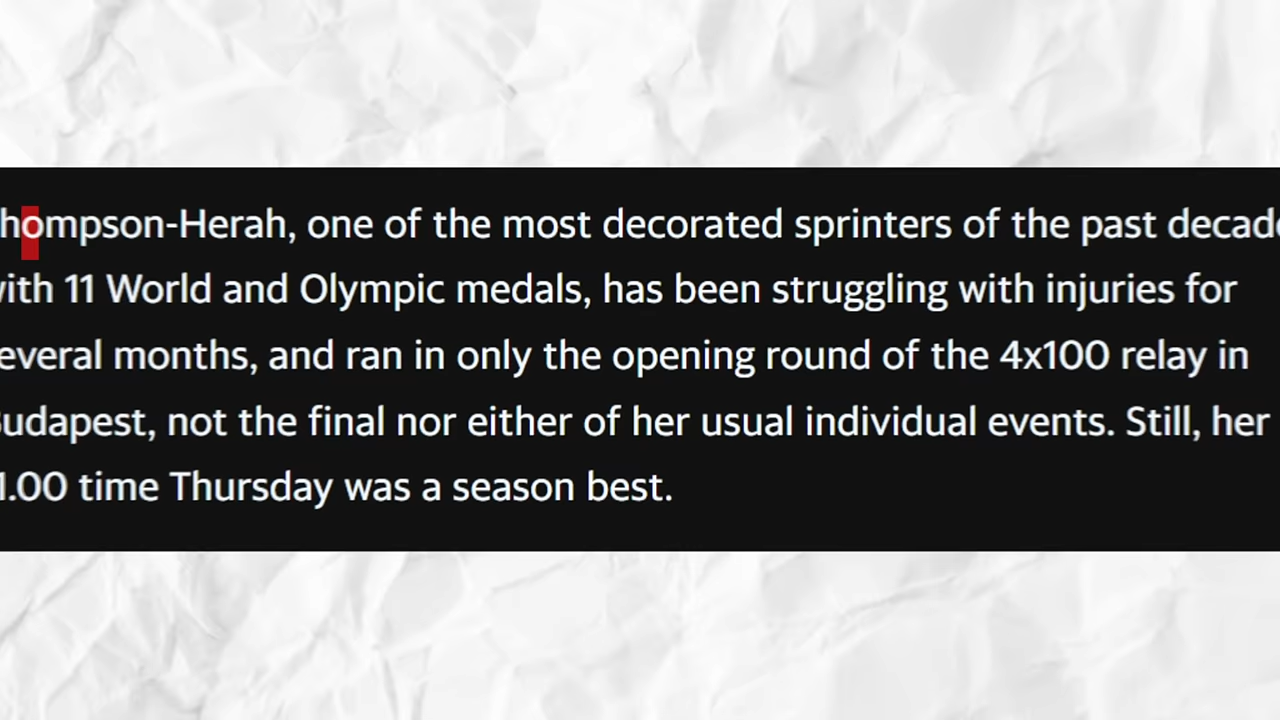 hompson-Herah, one of the most decorated sprinters of the past decad
with 11 World and Olympic medals, has been struggling with injuries for
everal months, and ran in only the opening round of the 4x100 relay in
Budapest, not the final nor either of her usual individual events. Still, her
1.00 time Thursday was a season best.